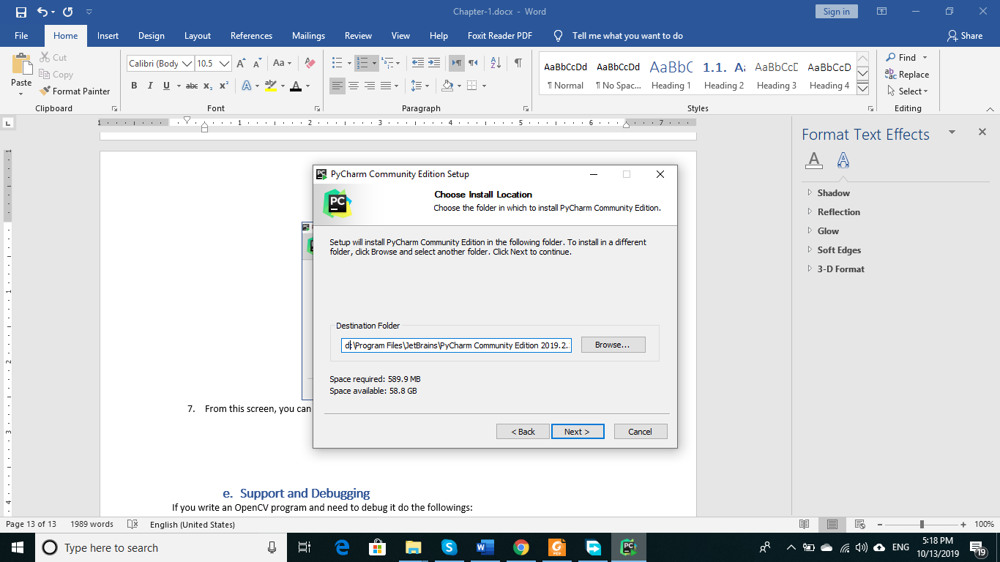 Chapter-1.docx - Word
Sign in
File Home Insert Design Layout References Mailings Review View Help Foxit Reader PDF Tell me what you want to do Share
Paste
Cut
Copy
Format Painter
Clipboard
Calibri (Body 10.5
Font
Paragraph
AaBbCcDd AaBbCcDd AaBbC 1.1. A AaBbCcD AaBbCcD
¶ Normal ¶ No Spac... Heading 1 Heading 2 Heading 3 Heading 4
Styles
Find
Replace
Select
Editing
1 1 2 3 4 5 6 7
Format Text Effects
Shadow
Reflection
Glow
Soft Edges
3-D Format
PyCharm Community Edition Setup
PC
Choose Install Location
Choose the folder in which to install PyCharm Community Edition.
Setup will install PyCharm Community Edition in the following folder. To install in a different
folder, click Browse and select another folder. Click Next to continue.
Destination Folder
d:\Program Files\JetBrains\PyCharm Community Edition 2019.2.
Browse...
Space required: 589.9 MB
Space available: 58.8 GB
< Back Next > Cancel
7. From this screen, you can
e. Support and Debugging
If you write an OpenCV program and need to debug it do the followings:
Page 13 of 13 1989 words English (United States) 100%
Type here to search
ENG
5:18 PM
10/13/2019
19